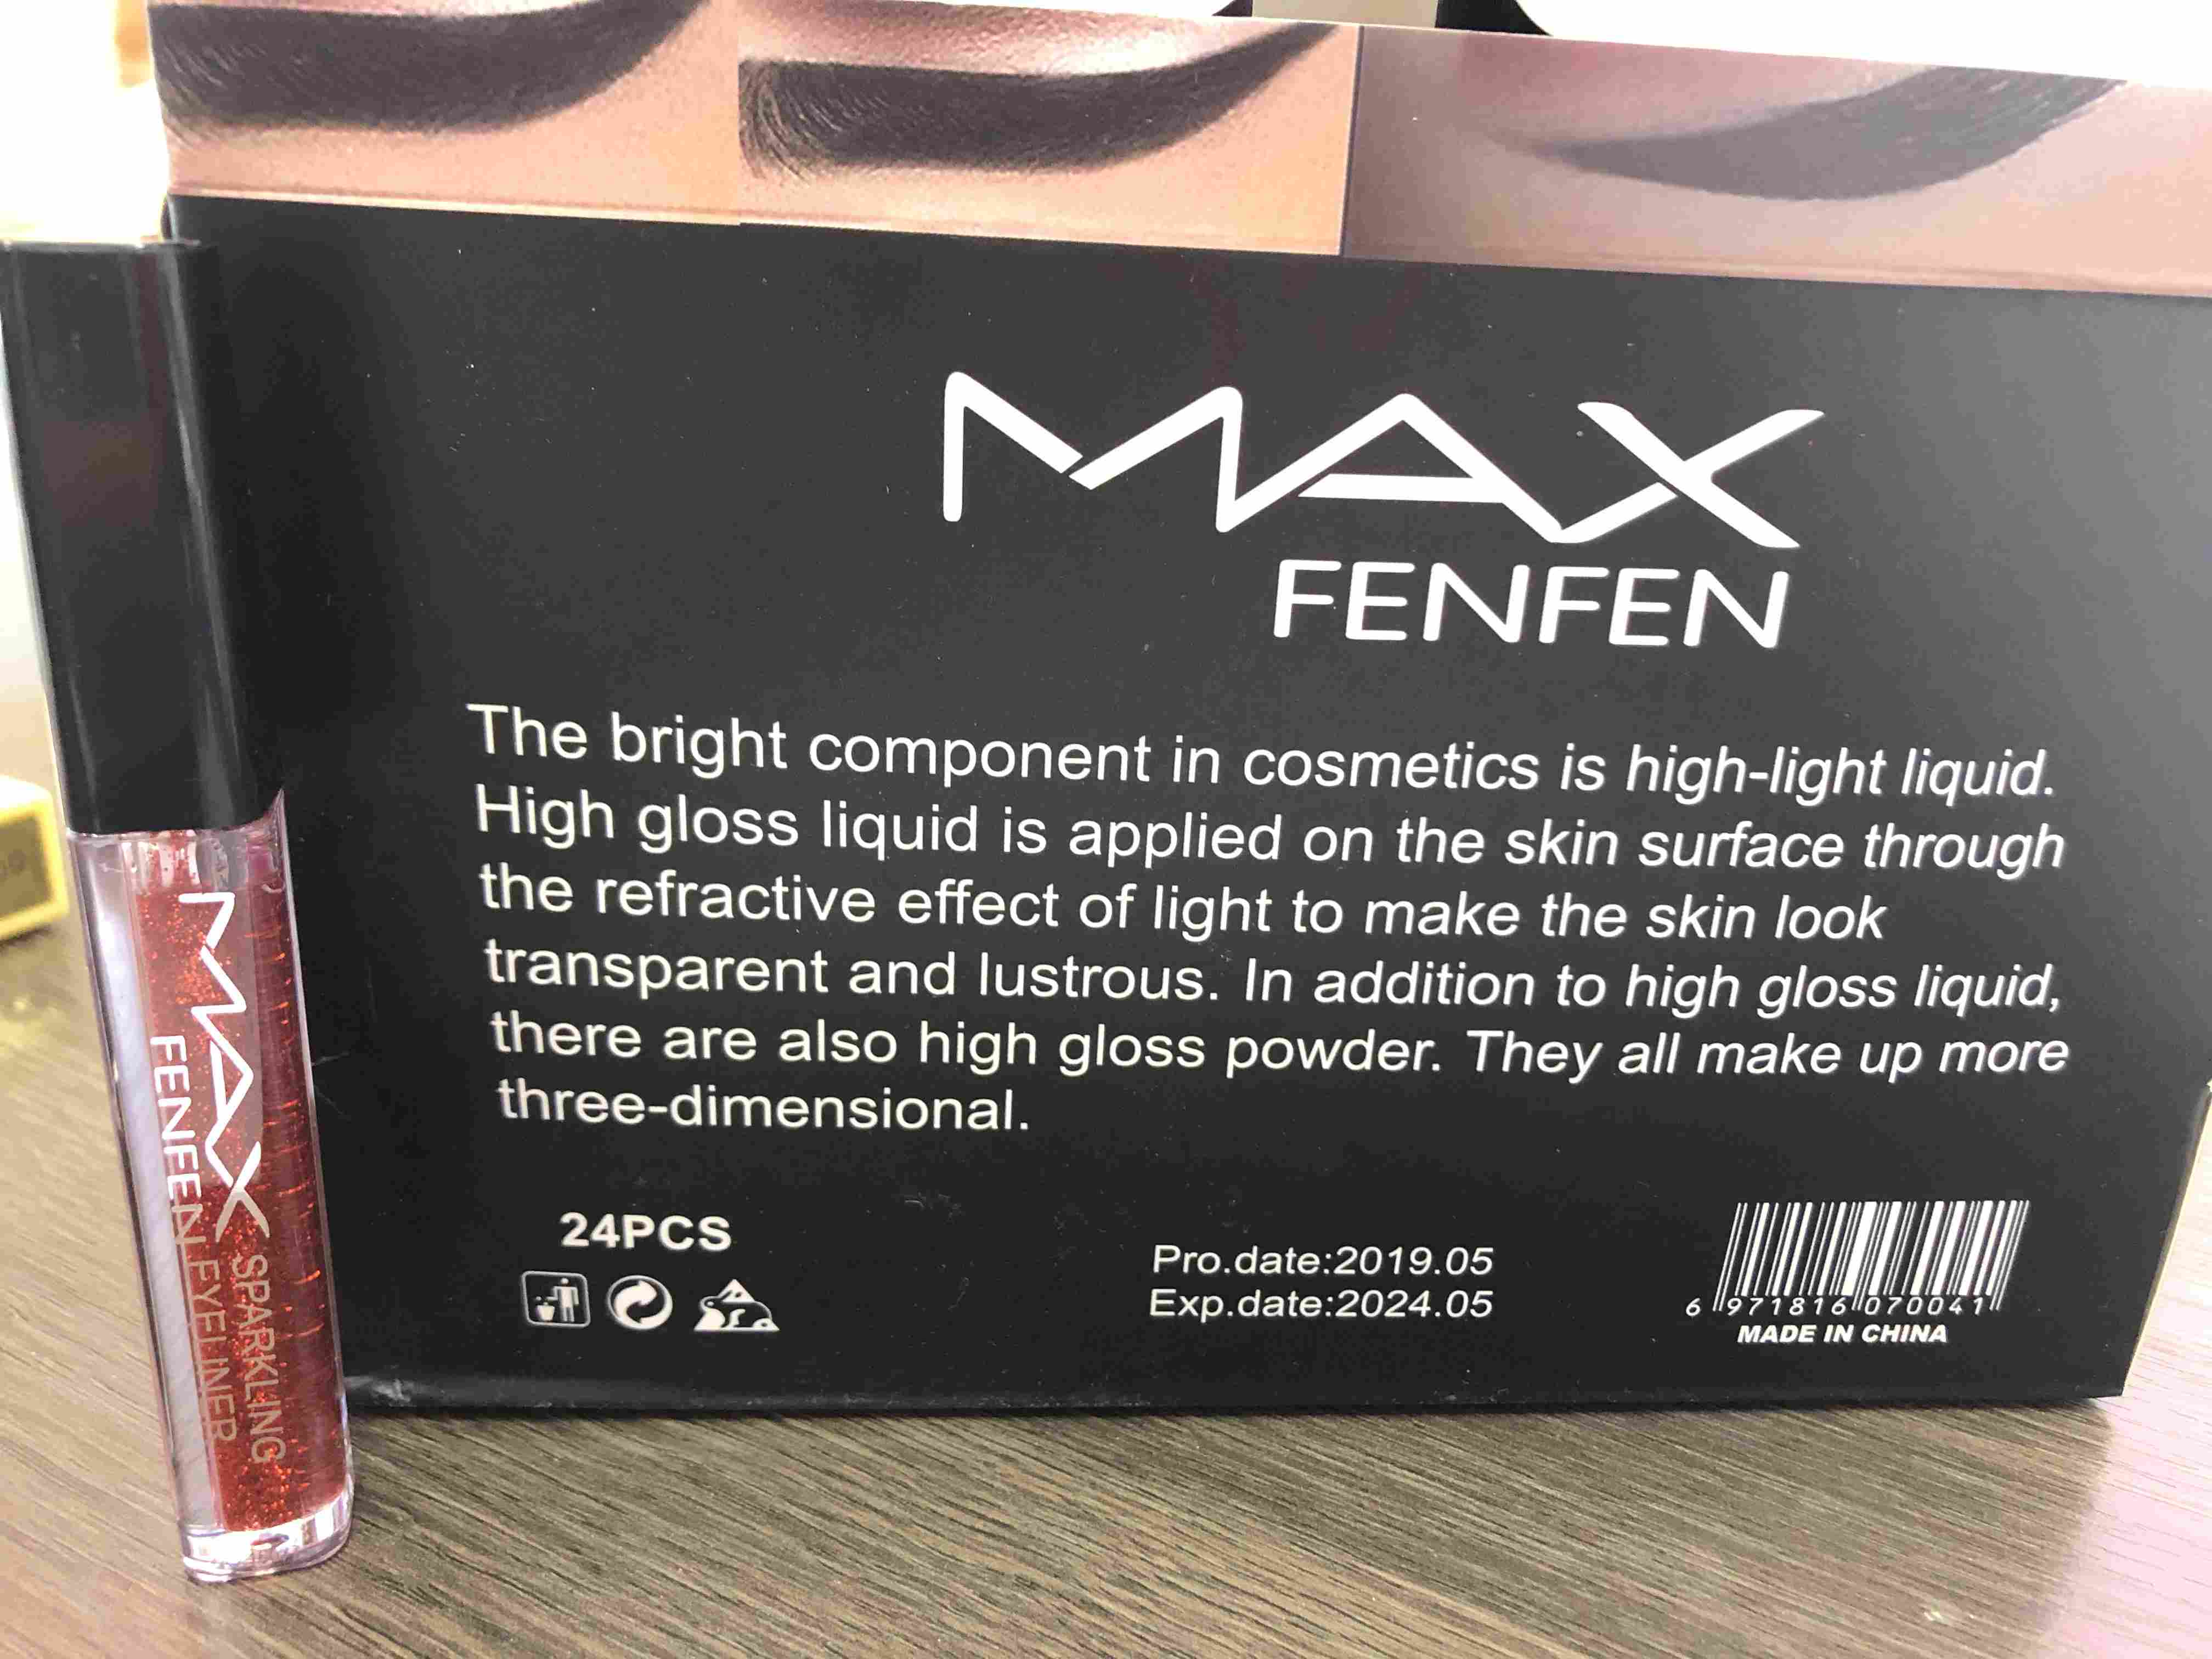 MAX
FENFEN
The bright component in cosmetics is high-light liquid.
High gloss liquid is applied on the skin surface through
the refractive effect of light to make the skin look
transparent and lustrous. In addition to high gloss liquid,
there are also high gloss powder. They all make up more
three-dimensional.
24PCS
Pro.date:2019.05
Exp.date:2024.05
6 971816 070041
MADE IN CHINA
MAX SPARKLING
FENFEN EYELINER